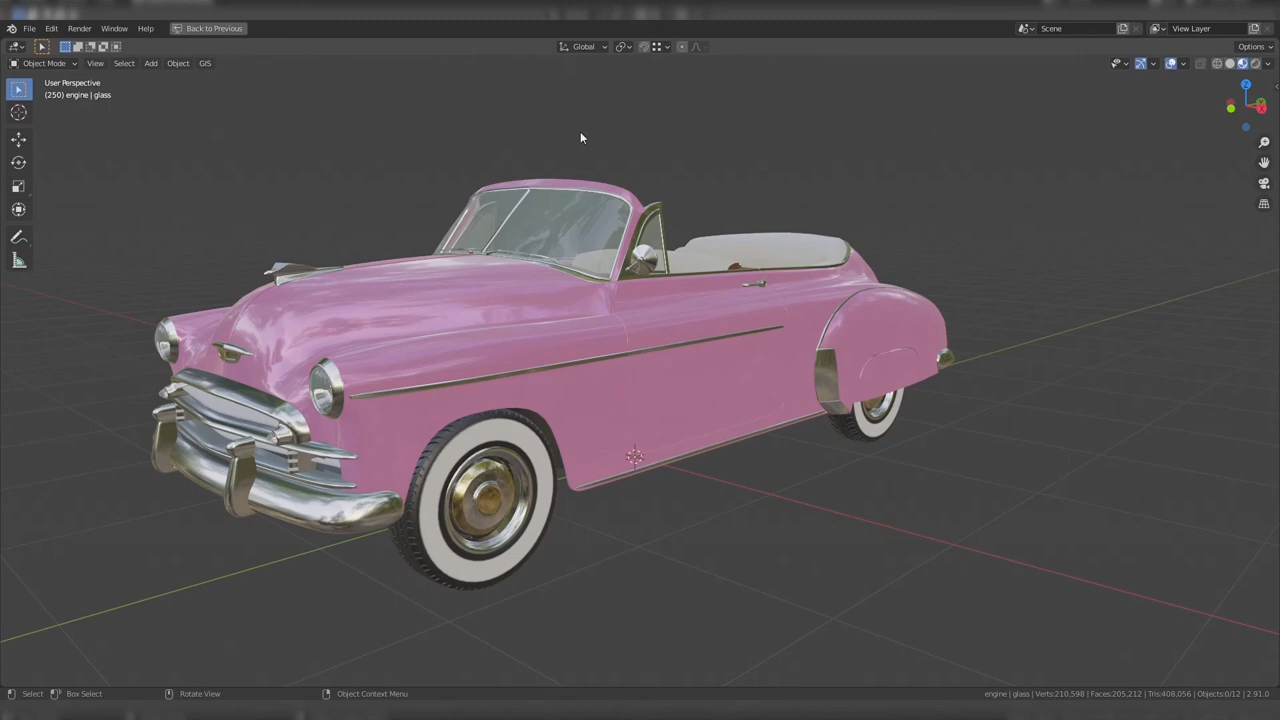 File Edit Render Window Help Back to Previous Scene View Layer
Global Options
Object Mode View Select Add Object GIS
User Perspective
(250) engine | glass
Z
Select Box Select Rotate View Object Context Menu engine | glass | Verts:210,598 | Faces:205,212 | Tris:408,056 | Objects:0/12 | 2.91.0